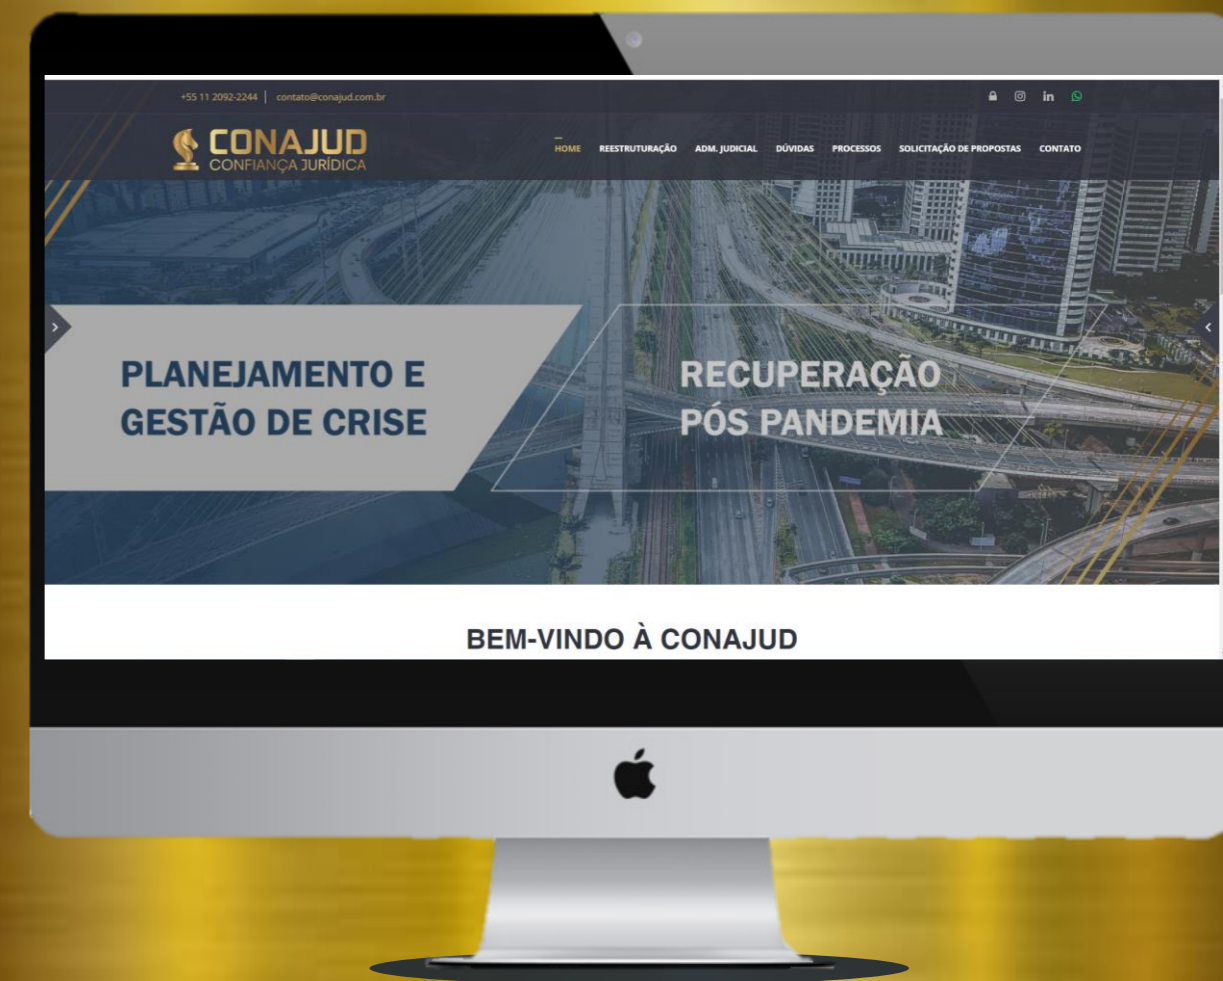 +55 11 2092-2244 | contato@conajud.com.br
in
CONAJUD
CONFIANÇA JURÍDICA
HOME REESTRUTURAÇÃO ADM. JUDICIAL DÚVIDAS PROCESSOS SOLICITAÇÃO DE PROPOSTAS CONTATO
PLANEJAMENTO E
GESTÃO DE CRISE
RECUPERAÇÃO
PÓS PANDEMIA
BEM-VINDO À CONAJUD